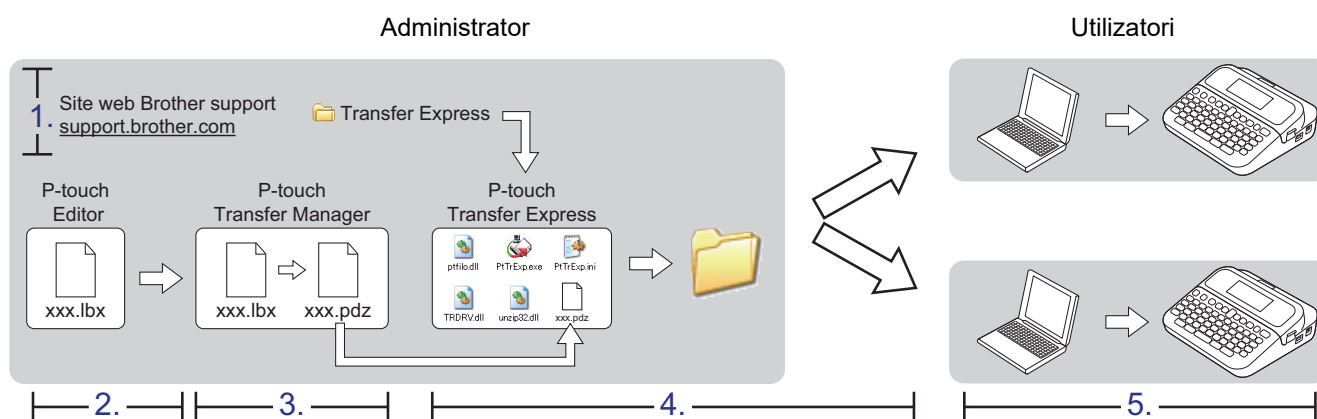 Administrator
Utilizatori
1.
Site web Brother support
support.brother.com
Transfer Express
P-touch
Editor
xxx.lbx
P-touch
Transfer Manager
xxx.lbx
xxx.pdz
P-touch
Transfer Express
ptfilo.dll
PtTrExp.exe
PtTrExp.ini
TRDRV.dll
unzip32.dll
xxx.pdz
2.
3.
4.
5.